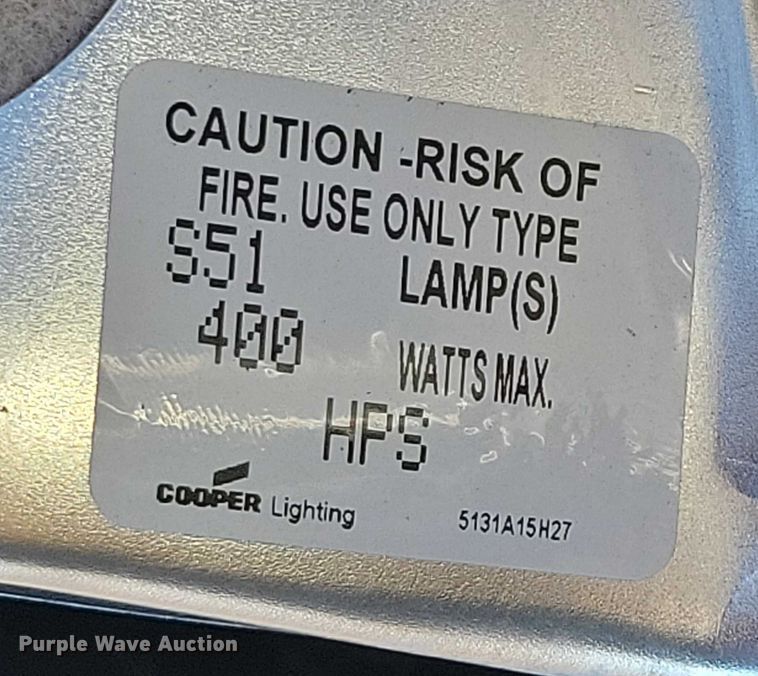 CAUTION -RISK OF
FIRE. USE ONLY TYPE
S51 LAMP(S)
400 WATTS MAX.
HPS
COOPER Lighting 5131A15H27
Purple Wave Auction